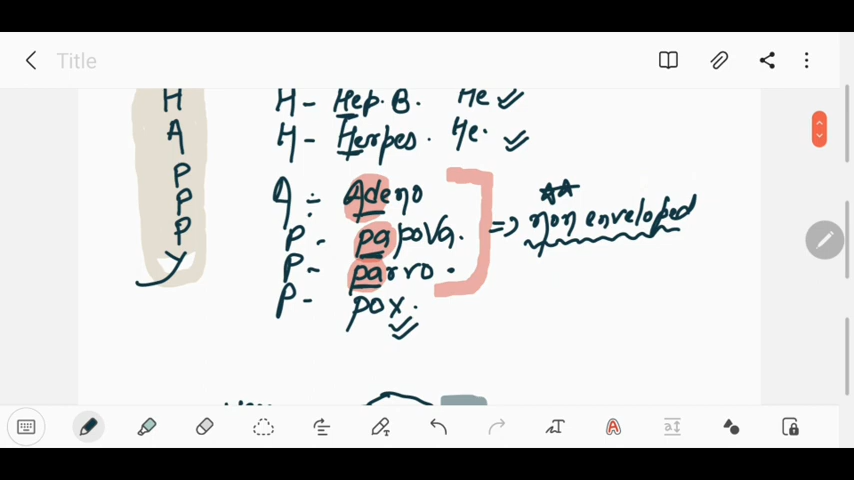 Title
H
A
P
P
P
Y
H - Hep. B. He
H - Herpes. He.
A : Adeno
P - papova.
P - parvo .
P - pox.
=> non enveloped